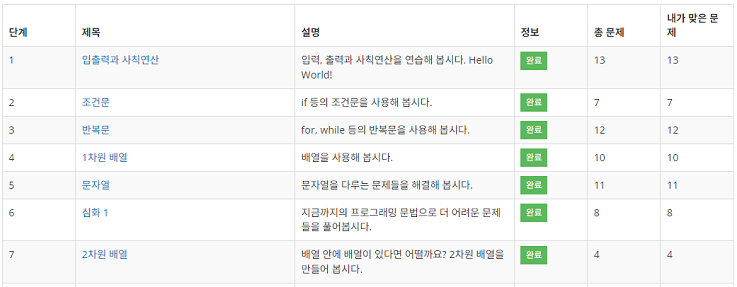 단계 제목 설명 정보 총 문제 내가 맞은 문
제
1 입출력과 사칙연산 입력, 출력과 사칙연산을 연습해 봅시다. Hello 완료 13 13
World!
2 조건문 if 등의 조건문을 사용해 봅시다. 완료 7 7
3 반복문 for, while 등의 반복문을 사용해 봅시다. 완료 12 12
4 1차원 배열 배열을 사용해 봅시다. 완료 10 10
5 문자열 문자열을 다루는 문제들을 해결해 봅시다. 완료 11 11
6 심화 1 지금까지의 프로그래밍 문법으로 더 어려운 문제 완료 8 8
들을 풀어봅시다.
7 2차원 배열 배열 안에 배열이 있다면 어떨까요? 2차원 배열을 완료 4 4
만들어 봅시다.